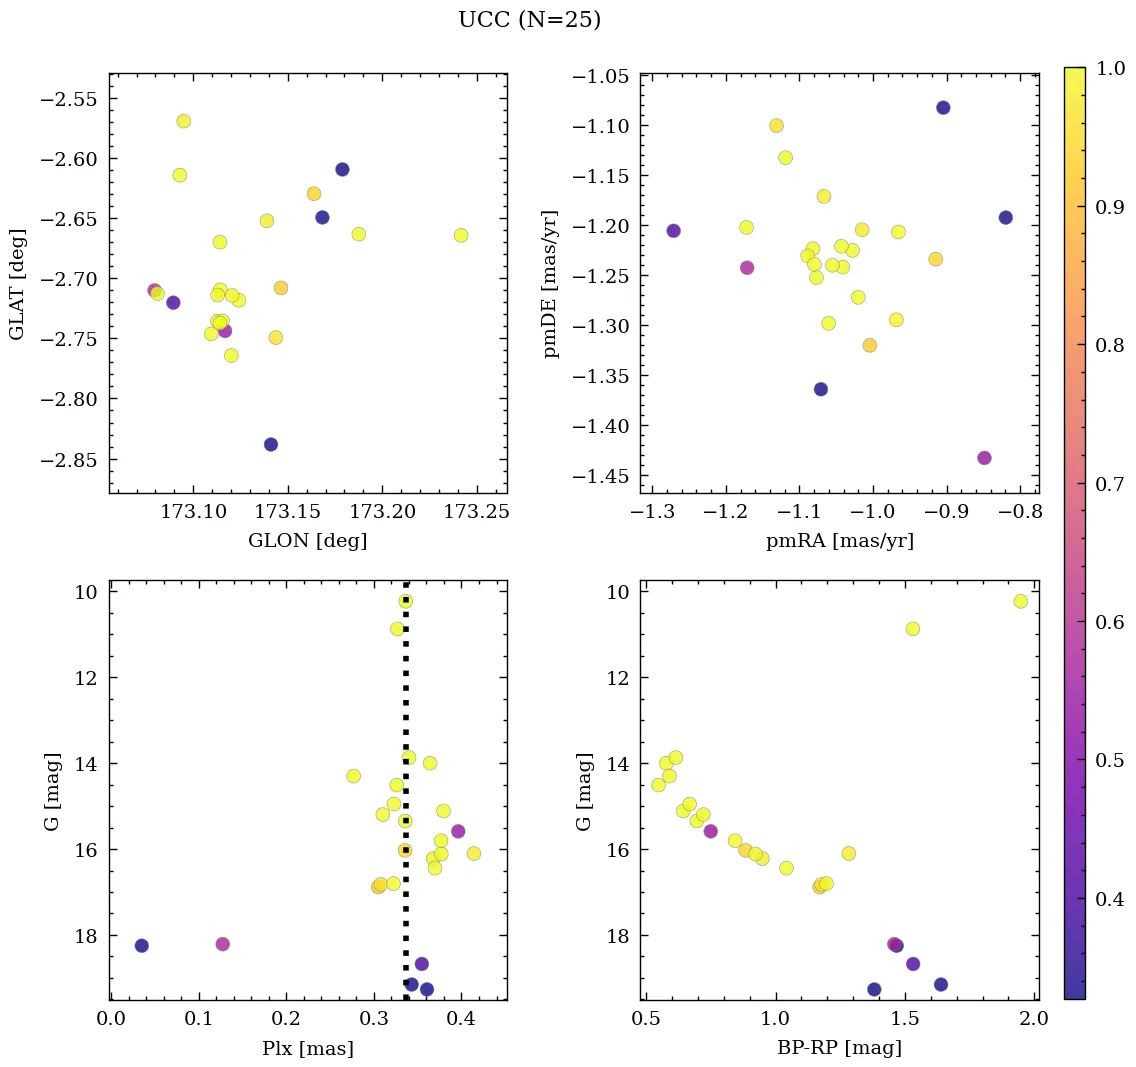 UCC (N=25)
−2.55
−2.60
−2.65
−2.70
−2.75
−2.80
−2.85
GLAT [deg]
173.10 173.15 173.20 173.25
GLON [deg]
−1.05
−1.10
−1.15
−1.20
−1.25
−1.30
−1.35
−1.40
−1.45
pmDE [mas/yr]
−1.3 −1.2 −1.1 −1.0 −0.9 −0.8
pmRA [mas/yr]
10
12
14
16
18
G [mag]
0.0 0.1 0.2 0.3 0.4
Plx [mas]
10
12
14
16
18
G [mag]
0.5 1.0 1.5 2.0
BP-RP [mag]
1.0
0.9
0.8
0.7
0.6
0.5
0.4